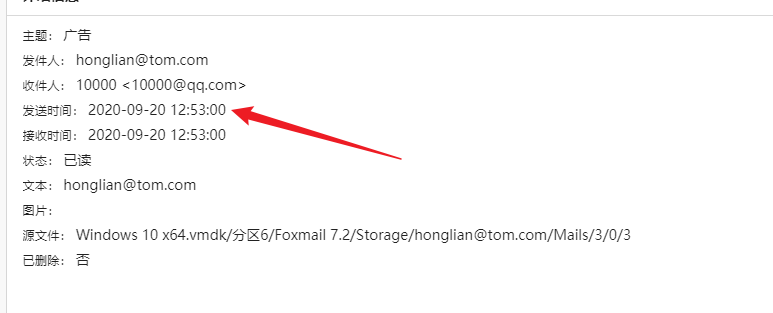 主题： 广告
发件人： honglian@tom.com
收件人： 10000 <10000@qq.com>
发送时间： 2020-09-20 12:53:00
接收时间： 2020-09-20 12:53:00
状态： 已读
文本： honglian@tom.com
图片：
源文件： Windows 10 x64.vmdk/分区6/Foxmail 7.2/Storage/honglian@tom.com/Mails/3/0/3
已删除： 否